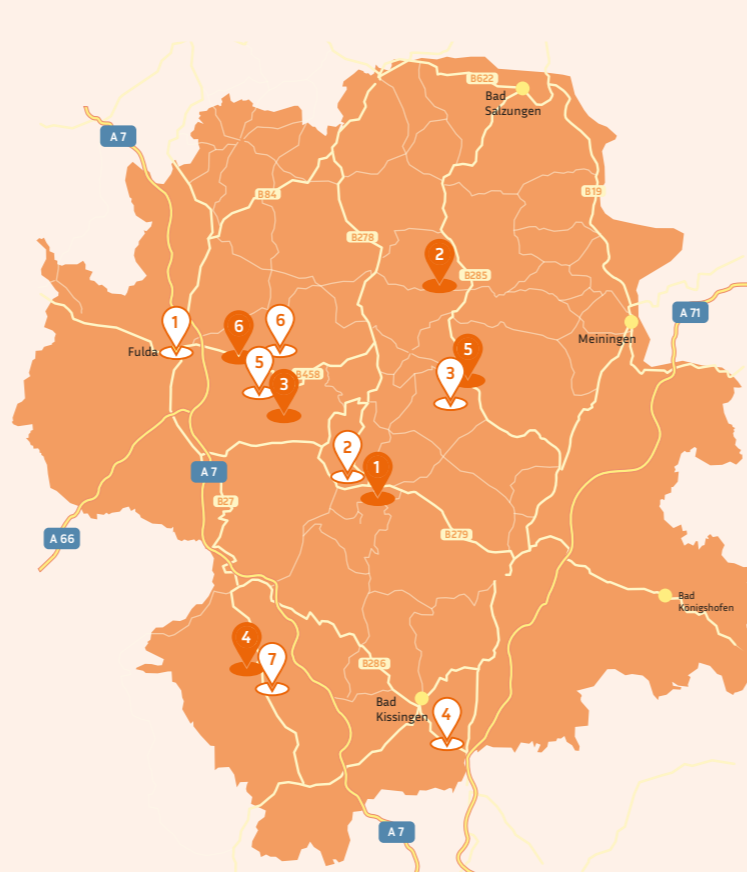 B622
Bad
Salzungen
A 7
B84
B19
B278
2
B285
1
6
6
A 71
Fulda
Meiningen
5
5
B458
3
3
2
1
A 7
B27
B279
A 66
Bad
Königshofen
4
7
B286
Bad
Kissingen
4
A 7